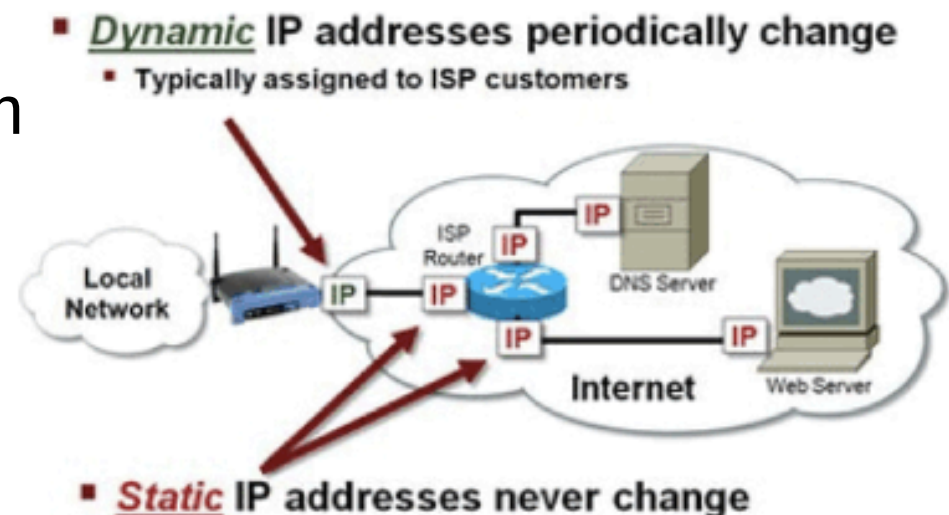 Dynamic IP addresses periodically change
Typically assigned to ISP customers
n
ISP
Router
IP
IP
DNS Server
Local
Network
IP
IP
IP
IP
Internet
Web Server
Static IP addresses never change